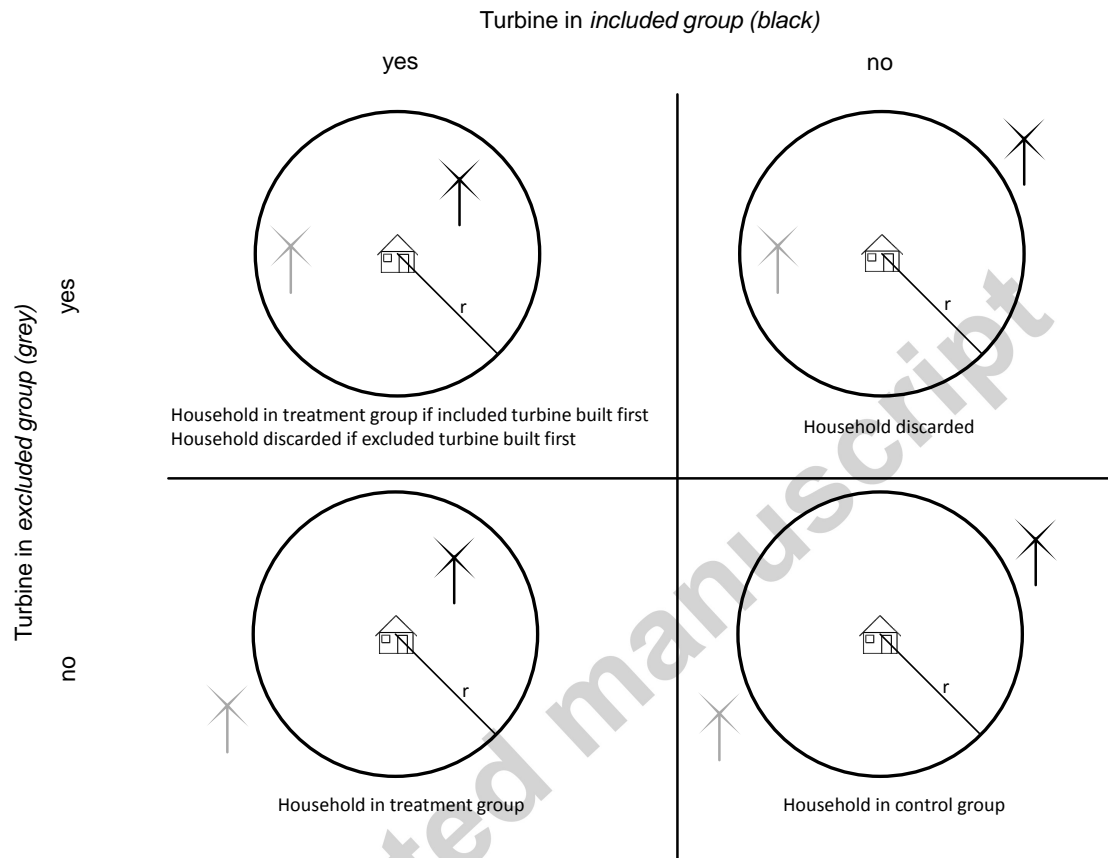 Turbine in included group (black)
yes
no
Turbine in excluded group (grey)
yes
r
Household in treatment group if included turbine built first
Household discarded if excluded turbine built first
r
Household discarded
no
r
Household in treatment group
r
Household in control group
ted manuscript